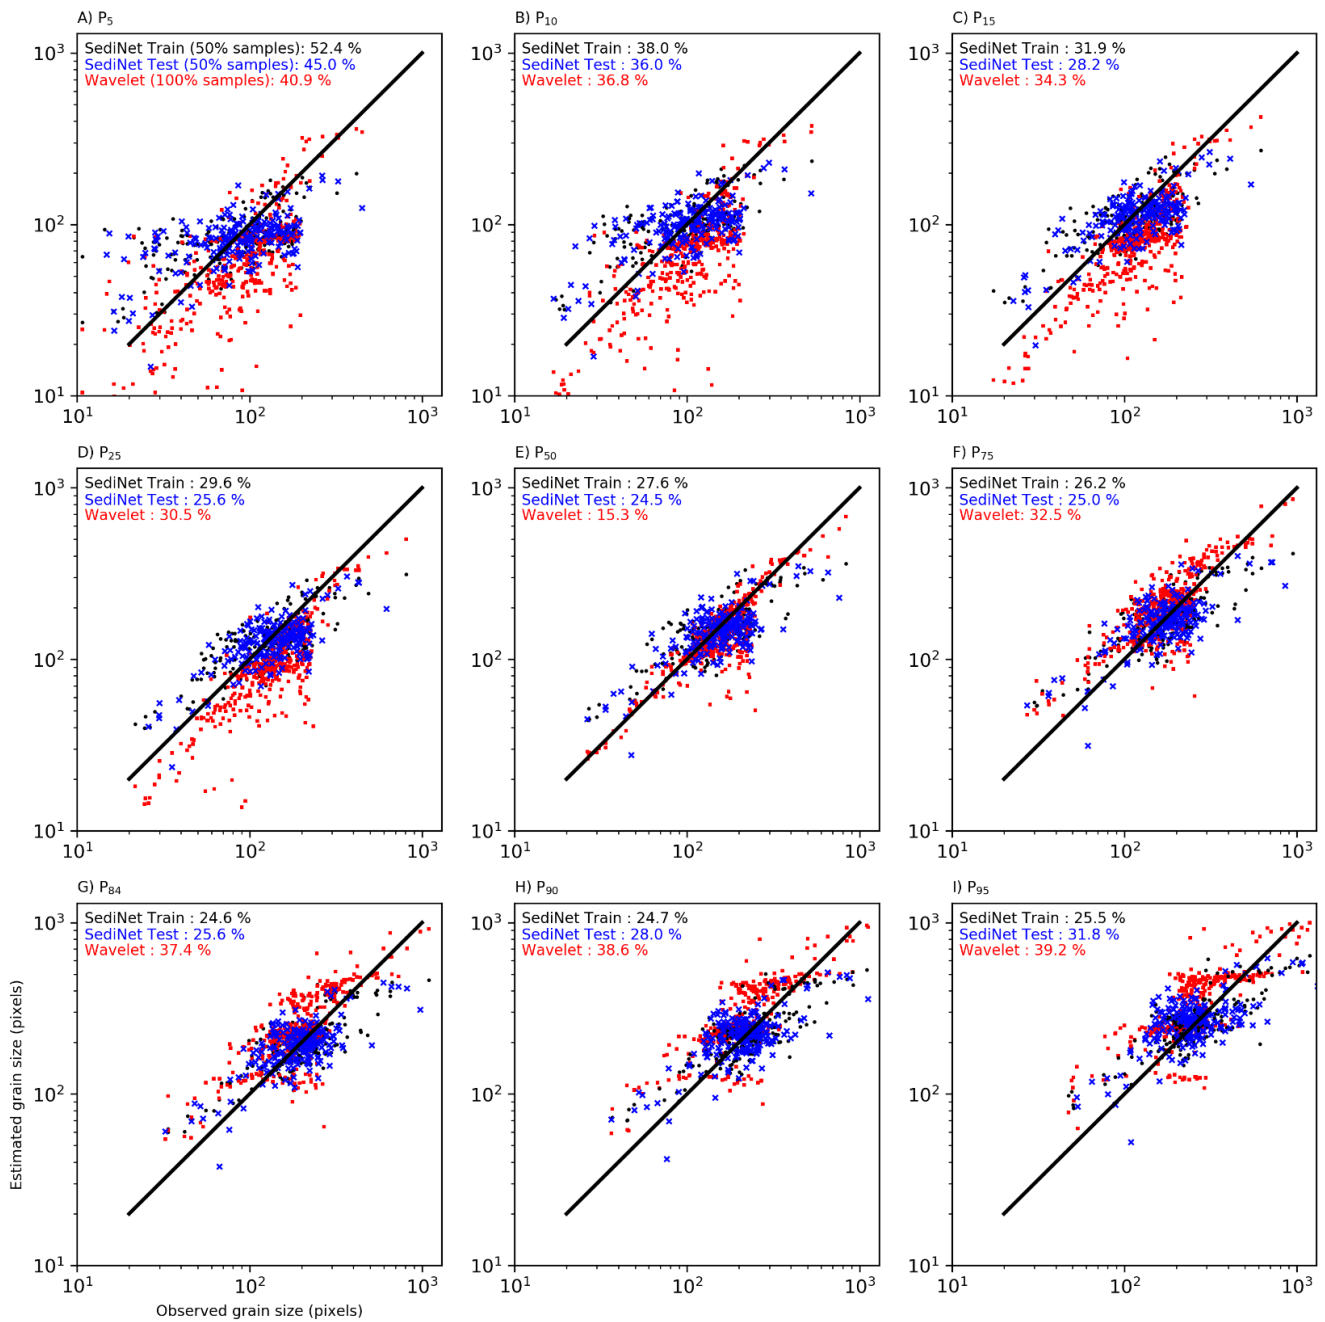 A) P5
SediNet Train (50% samples): 52.4 %
SediNet Test (50% samples): 45.0 %
Wavelet (100% samples): 40.9 %
10³
10²
10¹
10¹ 10² 10³
B) P10
SediNet Train : 38.0 %
SediNet Test : 36.0 %
Wavelet : 36.8 %
10³
10²
10¹
10¹ 10² 10³
C) P15
SediNet Train : 31.9 %
SediNet Test : 28.2 %
Wavelet : 34.3 %
10³
10²
10¹
10¹ 10² 10³
D) P25
SediNet Train : 29.6 %
SediNet Test : 25.6 %
Wavelet : 30.5 %
10³
10²
10¹
10¹ 10² 10³
E) P50
SediNet Train : 27.6 %
SediNet Test : 24.5 %
Wavelet : 15.3 %
10³
10²
10¹
10¹ 10² 10³
F) P75
SediNet Train : 26.2 %
SediNet Test : 25.0 %
Wavelet: 32.5 %
10³
10²
10¹
10¹ 10² 10³
G) P84
SediNet Train : 24.6 %
SediNet Test : 25.6 %
Wavelet : 37.4 %
10³
10²
10¹
10¹ 10² 10³
Estimated grain size (pixels)
Observed grain size (pixels)
H) P90
SediNet Train : 24.7 %
SediNet Test : 28.0 %
Wavelet : 38.6 %
10³
10²
10¹
10¹ 10² 10³
I) P95
SediNet Train : 25.5 %
SediNet Test : 31.8 %
Wavelet : 39.2 %
10³
10²
10¹
10¹ 10² 10³